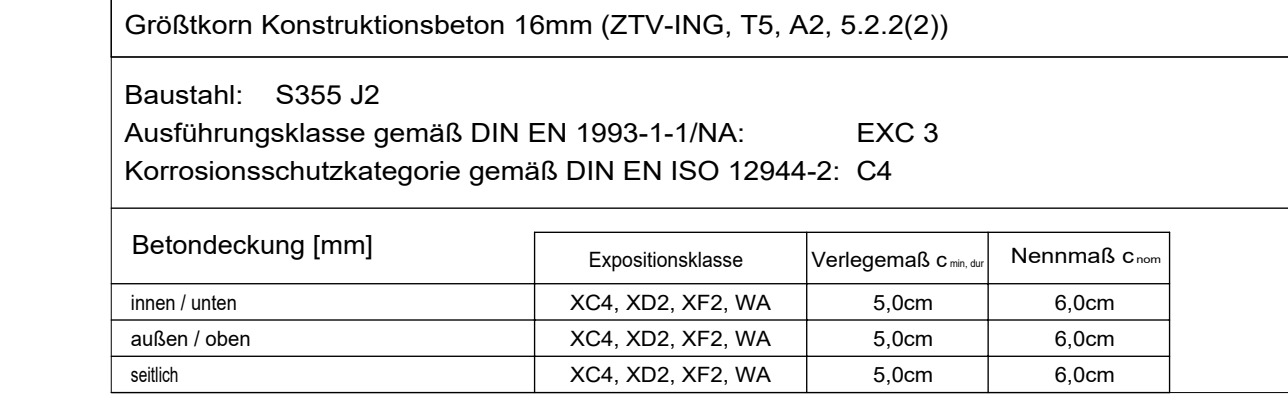 Größtkorn Konstruktionsbeton 16mm (ZTV-ING, T5, A2, 5.2.2(2))
Baustahl: S355 J2
Ausführungsklasse gemäß DIN EN 1993-1-1/NA: EXC 3
Korrosionsschutzkategorie gemäß DIN EN ISO 12944-2: C4
Betondeckung [mm] Expositionsklasse Verlegemaß c min, dur Nennmaß c nom
innen / unten XC4, XD2, XF2, WA 5,0cm 6,0cm
außen / oben XC4, XD2, XF2, WA 5,0cm 6,0cm
seitlich XC4, XD2, XF2, WA 5,0cm 6,0cm